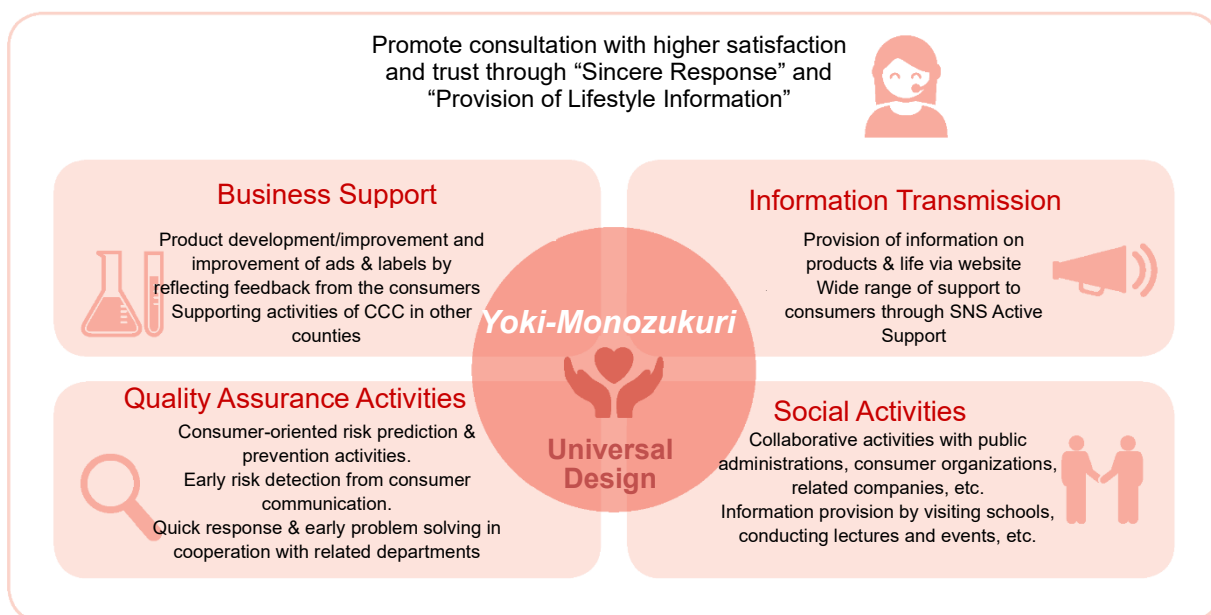 Promote consultation with higher satisfaction
and trust through “Sincere Response” and
“Provision of Lifestyle Information”
Business Support
Product development/improvement and
improvement of ads & labels by
reflecting feedback from the consumers
Supporting activities of CCC in other
counties
Information Transmission
Provision of information on
products & life via website
Wide range of support to
consumers through SNS Active
Support
Yoki-Monozukuri
Universal
Design
Quality Assurance Activities
Consumer-oriented risk prediction &
prevention activities.
Early risk detection from consumer
communication.
Quick response & early problem solving in
cooperation with related departments
Social Activities
Collaborative activities with public
administrations, consumer organizations,
related companies, etc.
Information provision by visiting schools,
conducting lectures and events, etc.